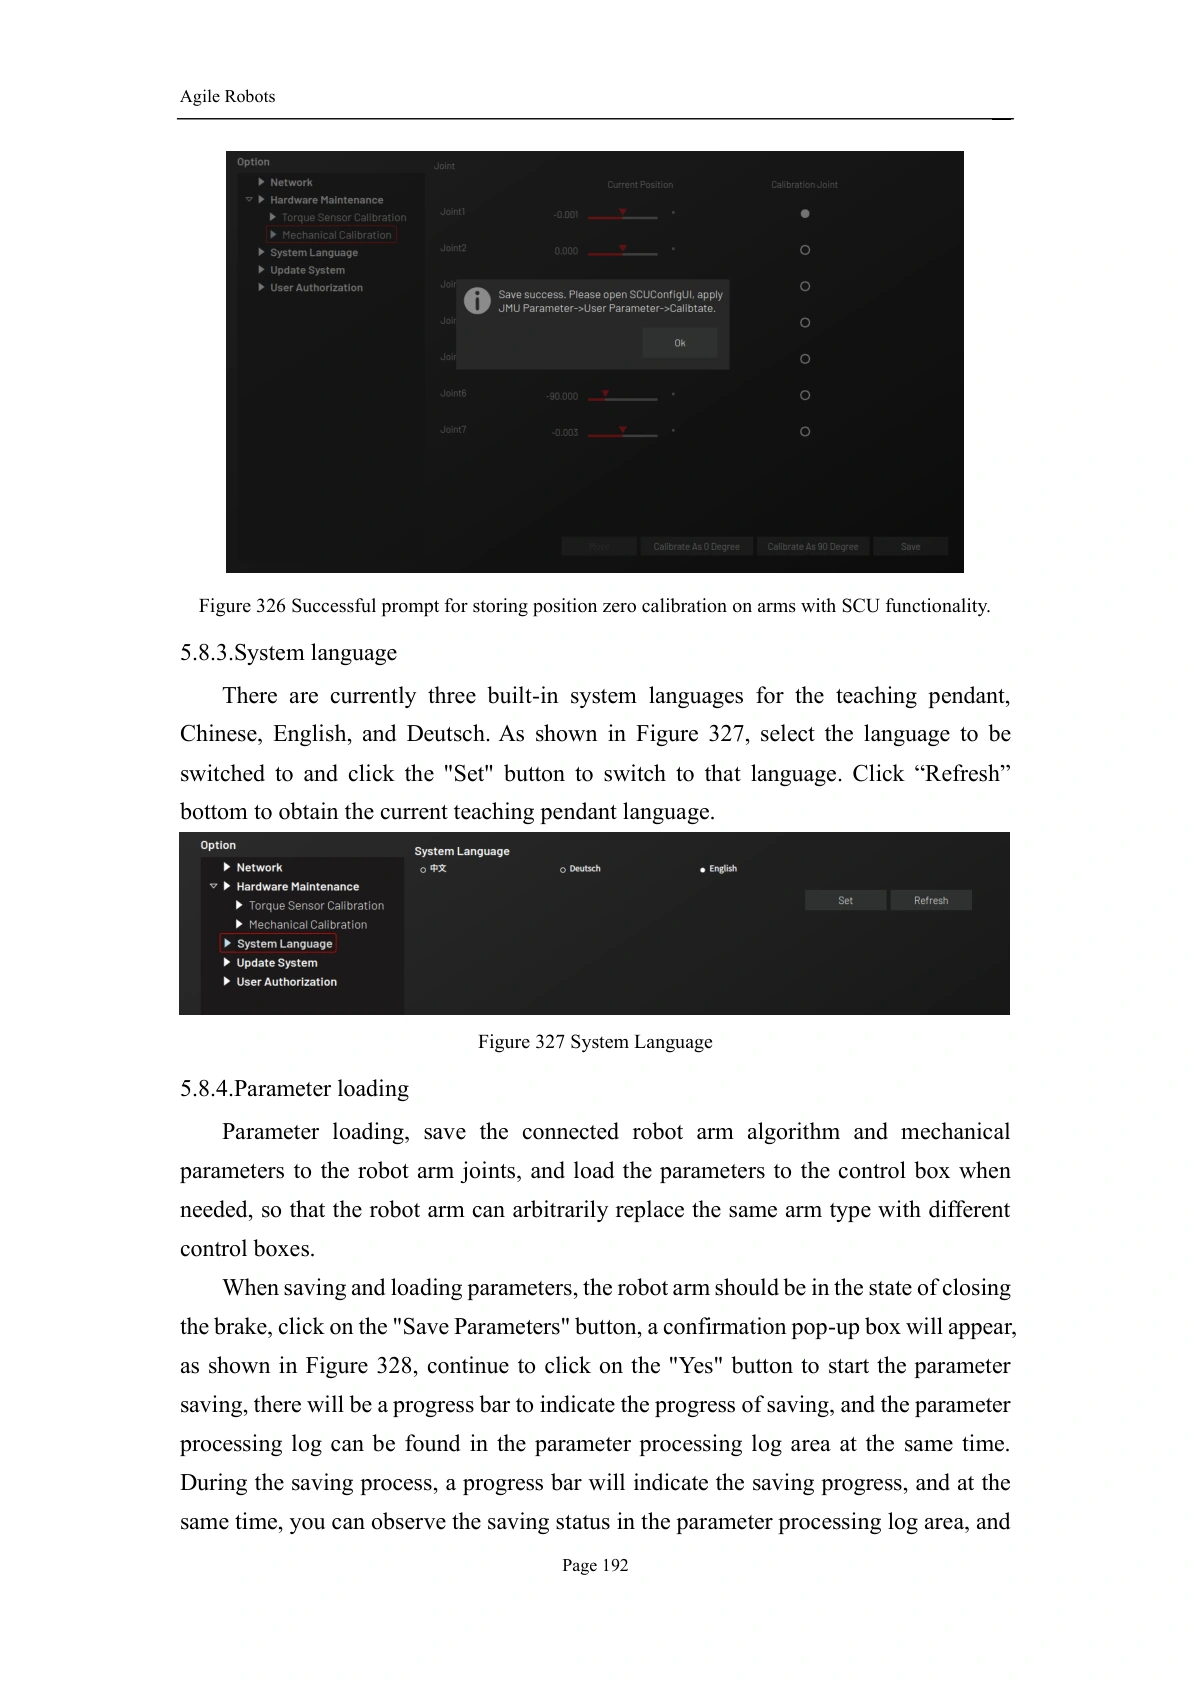 Agile Robots
Option
Network
Hardware Maintenance
Torque Sensor Calibration
Mechanical Calibration
System Language
Update System
User Authorization
Joint
Current Position Calibration Joint
Joint1 -0.001 °
Joint2 0.000 °
Save success. Please open SCUConfigUI, apply
JMU Parameter->User Parameter->Calibtate.
Ok
Joint6 -90.000 °
Joint7 -0.003 °
Calibrate As 0 Degree Calibrate As 90 Degree Save
Figure 326 Successful prompt for storing position zero calibration on arms with SCU functionality.
5.8.3.System language
There are currently three built-in system languages for the teaching pendant,
Chinese, English, and Deutsch. As shown in Figure 327, select the language to be
switched to and click the "Set" button to switch to that language. Click “Refresh”
bottom to obtain the current teaching pendant language.
Option
Network
Hardware Maintenance
Torque Sensor Calibration
Mechanical Calibration
System Language
Update System
User Authorization
System Language
中文 Deutsch English
Set Refresh
Figure 327 System Language
5.8.4.Parameter loading
Parameter loading, save the connected robot arm algorithm and mechanical
parameters to the robot arm joints, and load the parameters to the control box when
needed, so that the robot arm can arbitrarily replace the same arm type with different
control boxes.
When saving and loading parameters, the robot arm should be in the state of closing
the brake, click on the "Save Parameters" button, a confirmation pop-up box will appear,
as shown in Figure 328, continue to click on the "Yes" button to start the parameter
saving, there will be a progress bar to indicate the progress of saving, and the parameter
processing log can be found in the parameter processing log area at the same time.
During the saving process, a progress bar will indicate the saving progress, and at the
same time, you can observe the saving status in the parameter processing log area, and
Page 192